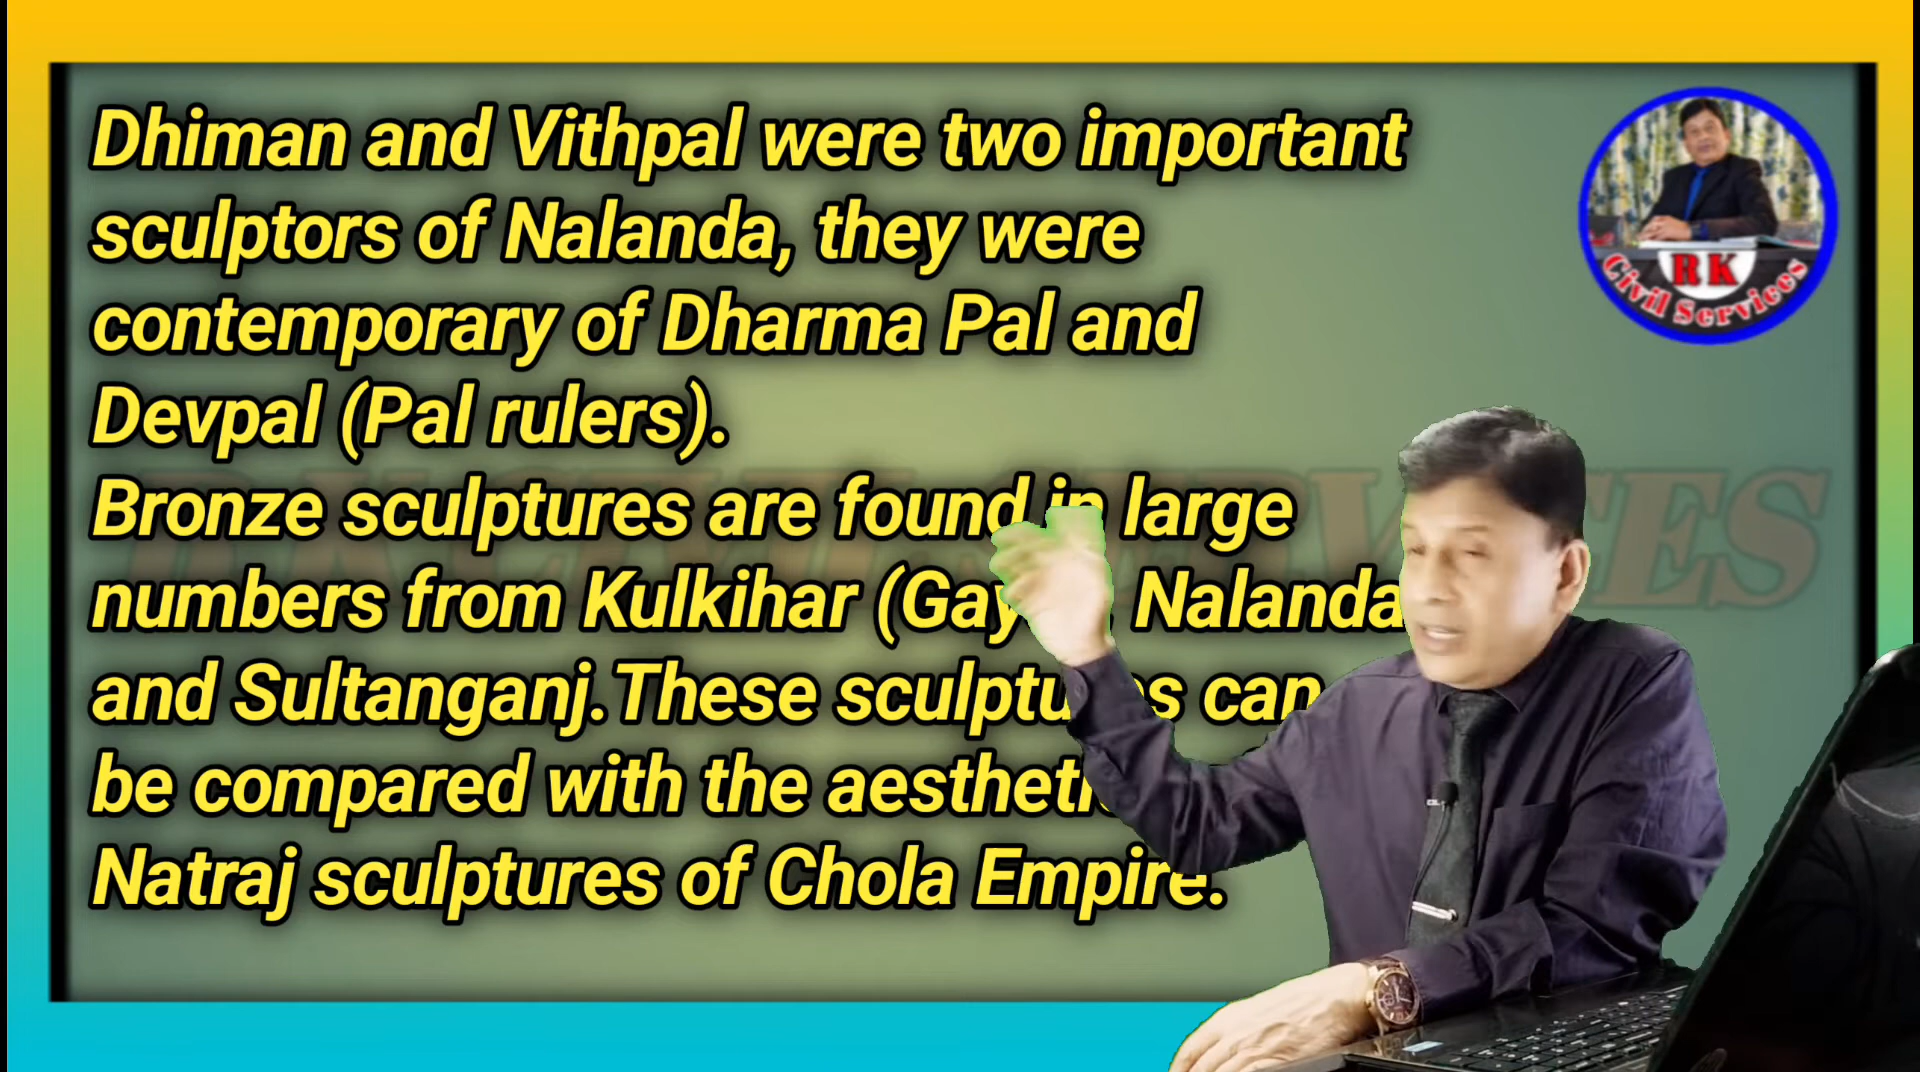 Dhiman and Vithpal were two important
sculptors of Nalanda, they were
contemporary of Dharma Pal and
Devpal (Pal rulers).
Bronze sculptures are found in large
numbers from Kulkihar Nalanda
and Sultanganj.These can
be compared with the
Natraj sculptures of Chola Empire.
RK
Civil Services